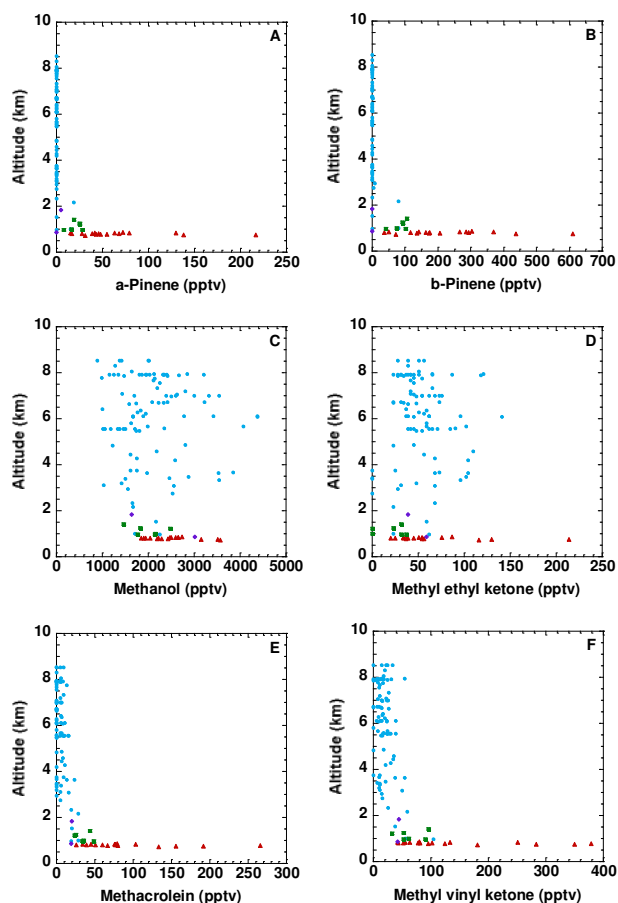 A
Altitude (km)
10
8
6
4
2
0
0 50 100 150 200 250
a-Pinene (pptv)
B
Altitude (km)
10
8
6
4
2
0
0 100 200 300 400 500 600 700
b-Pinene (pptv)
C
Altitude (km)
10
8
6
4
2
0
0 1000 2000 3000 4000 5000
Methanol (pptv)
D
Altitude (km)
10
8
6
4
2
0
0 50 100 150 200 250
Methyl ethyl ketone (pptv)
E
Altitude (km)
10
8
6
4
2
0
0 50 100 150 200 250 300
Methacrolein (pptv)
F
Altitude (km)
10
8
6
4
2
0
0 100 200 300 400
Methyl vinyl ketone (pptv)